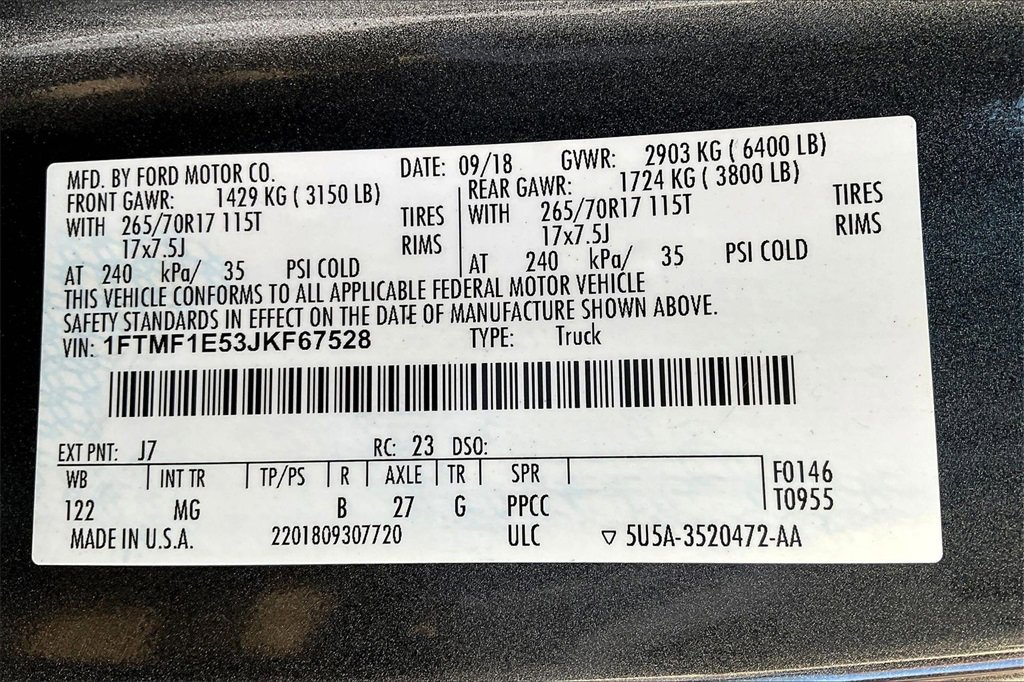 MFD. BY FORD MOTOR CO. DATE: 09/18 GVWR: 2903 KG ( 6400 LB)
FRONT GAWR: 1429 KG ( 3150 LB) REAR GAWR: 1724 KG ( 3800 LB)
WITH 265/70R17 115T TIRES WITH 265/70R17 115T TIRES
17x7.5J RIMS 17x7.5J RIMS
AT 240 kPa/ 35 PSI COLD AT 240 kPa/ 35 PSI COLD
THIS VEHICLE CONFORMS TO ALL APPLICABLE FEDERAL MOTOR VEHICLE
SAFETY STANDARDS IN EFFECT ON THE DATE OF MANUFACTURE SHOWN ABOVE.
VIN: 1FTMF1E53JKF67528 TYPE: Truck
EXT PNT: J7 RC: 23 DSO:
WB INT TR TP/PS R AXLE TR SPR F0146
122 MG B 27 G PPCC T0955
MADE IN U.S.A. 2201809307720 ULC ▽ 5U5A-3520472-AA